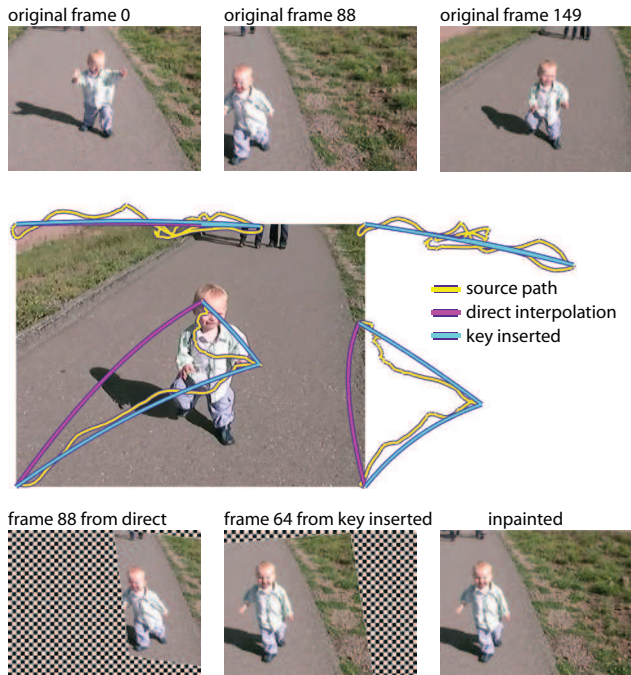 original frame 0
original frame 88
original frame 149
source path
direct interpolation
key inserted
frame 88 from direct
frame 64 from key inserted
inpainted